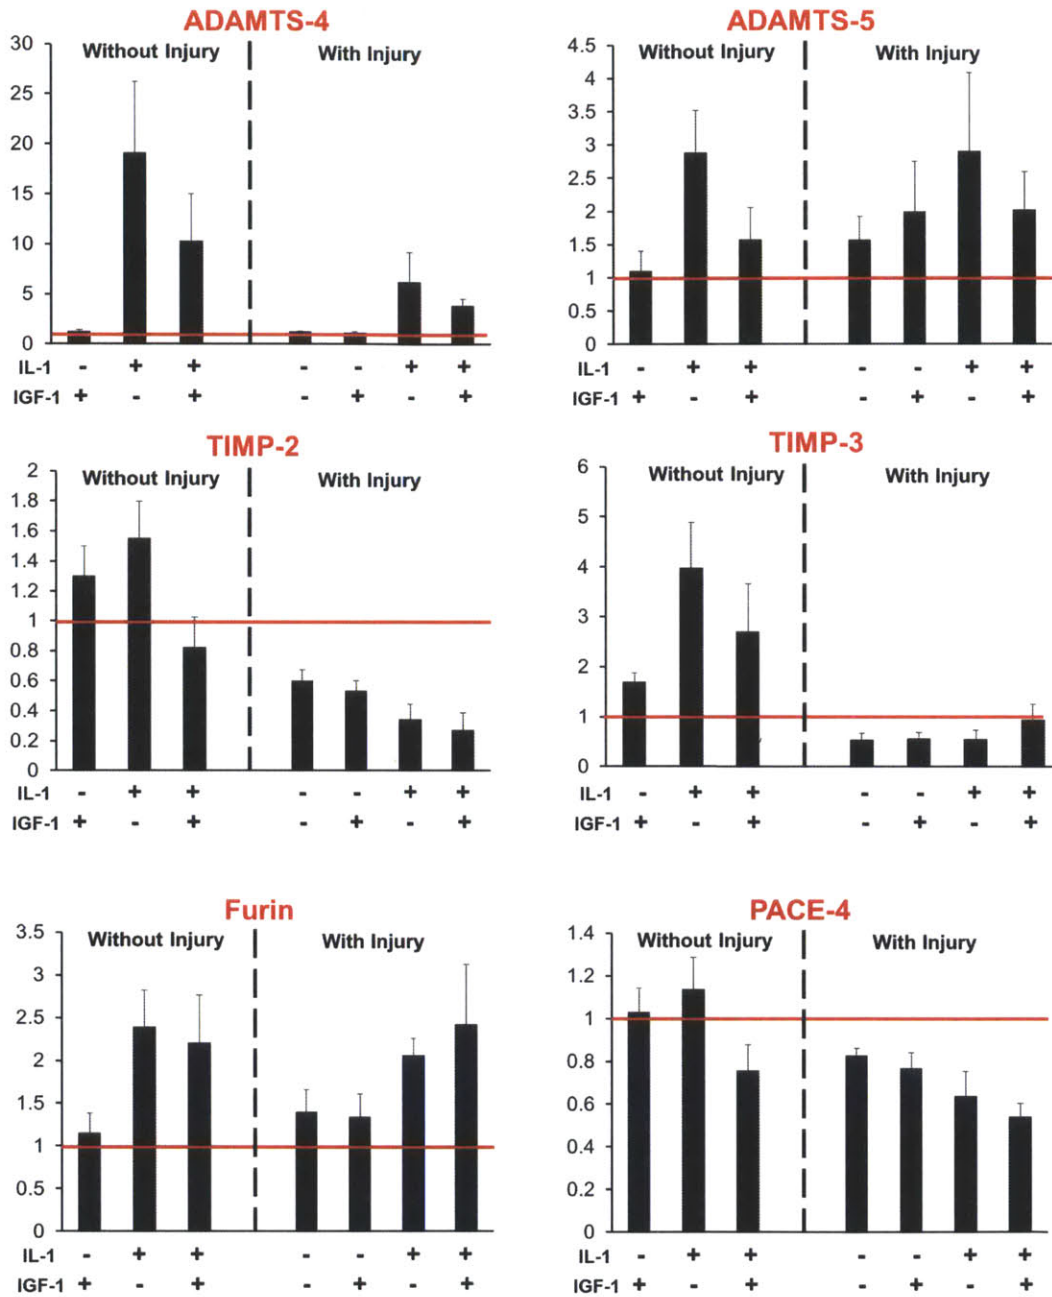 ADAMTS-4
Without Injury With Injury
30
25
20
15
10
5
0
IL-1 - + + - - + +
IGF-1 + - + - + - +
ADAMTS-5
Without Injury With Injury
4.5
4
3.5
3
2.5
2
1.5
1
0.5
0
IL-1 - + + - - + +
IGF-1 + - + - + - +
TIMP-2
Without Injury With Injury
2
1.8
1.6
1.4
1.2
1
0.8
0.6
0.4
0.2
0
IL-1 - + + - - + +
IGF-1 + - + - + - +
TIMP-3
Without Injury With Injury
6
5
4
3
2
1
0
IL-1 - + + - - + +
IGF-1 + - + - + - +
Furin
Without Injury With Injury
3.5
3
2.5
2
1.5
1
0.5
0
IL-1 - + + - - + +
IGF-1 + - + - + - +
PACE-4
Without Injury With Injury
1.4
1.2
1
0.8
0.6
0.4
0.2
0
IL-1 - + + - - + +
IGF-1 + - + - + - +